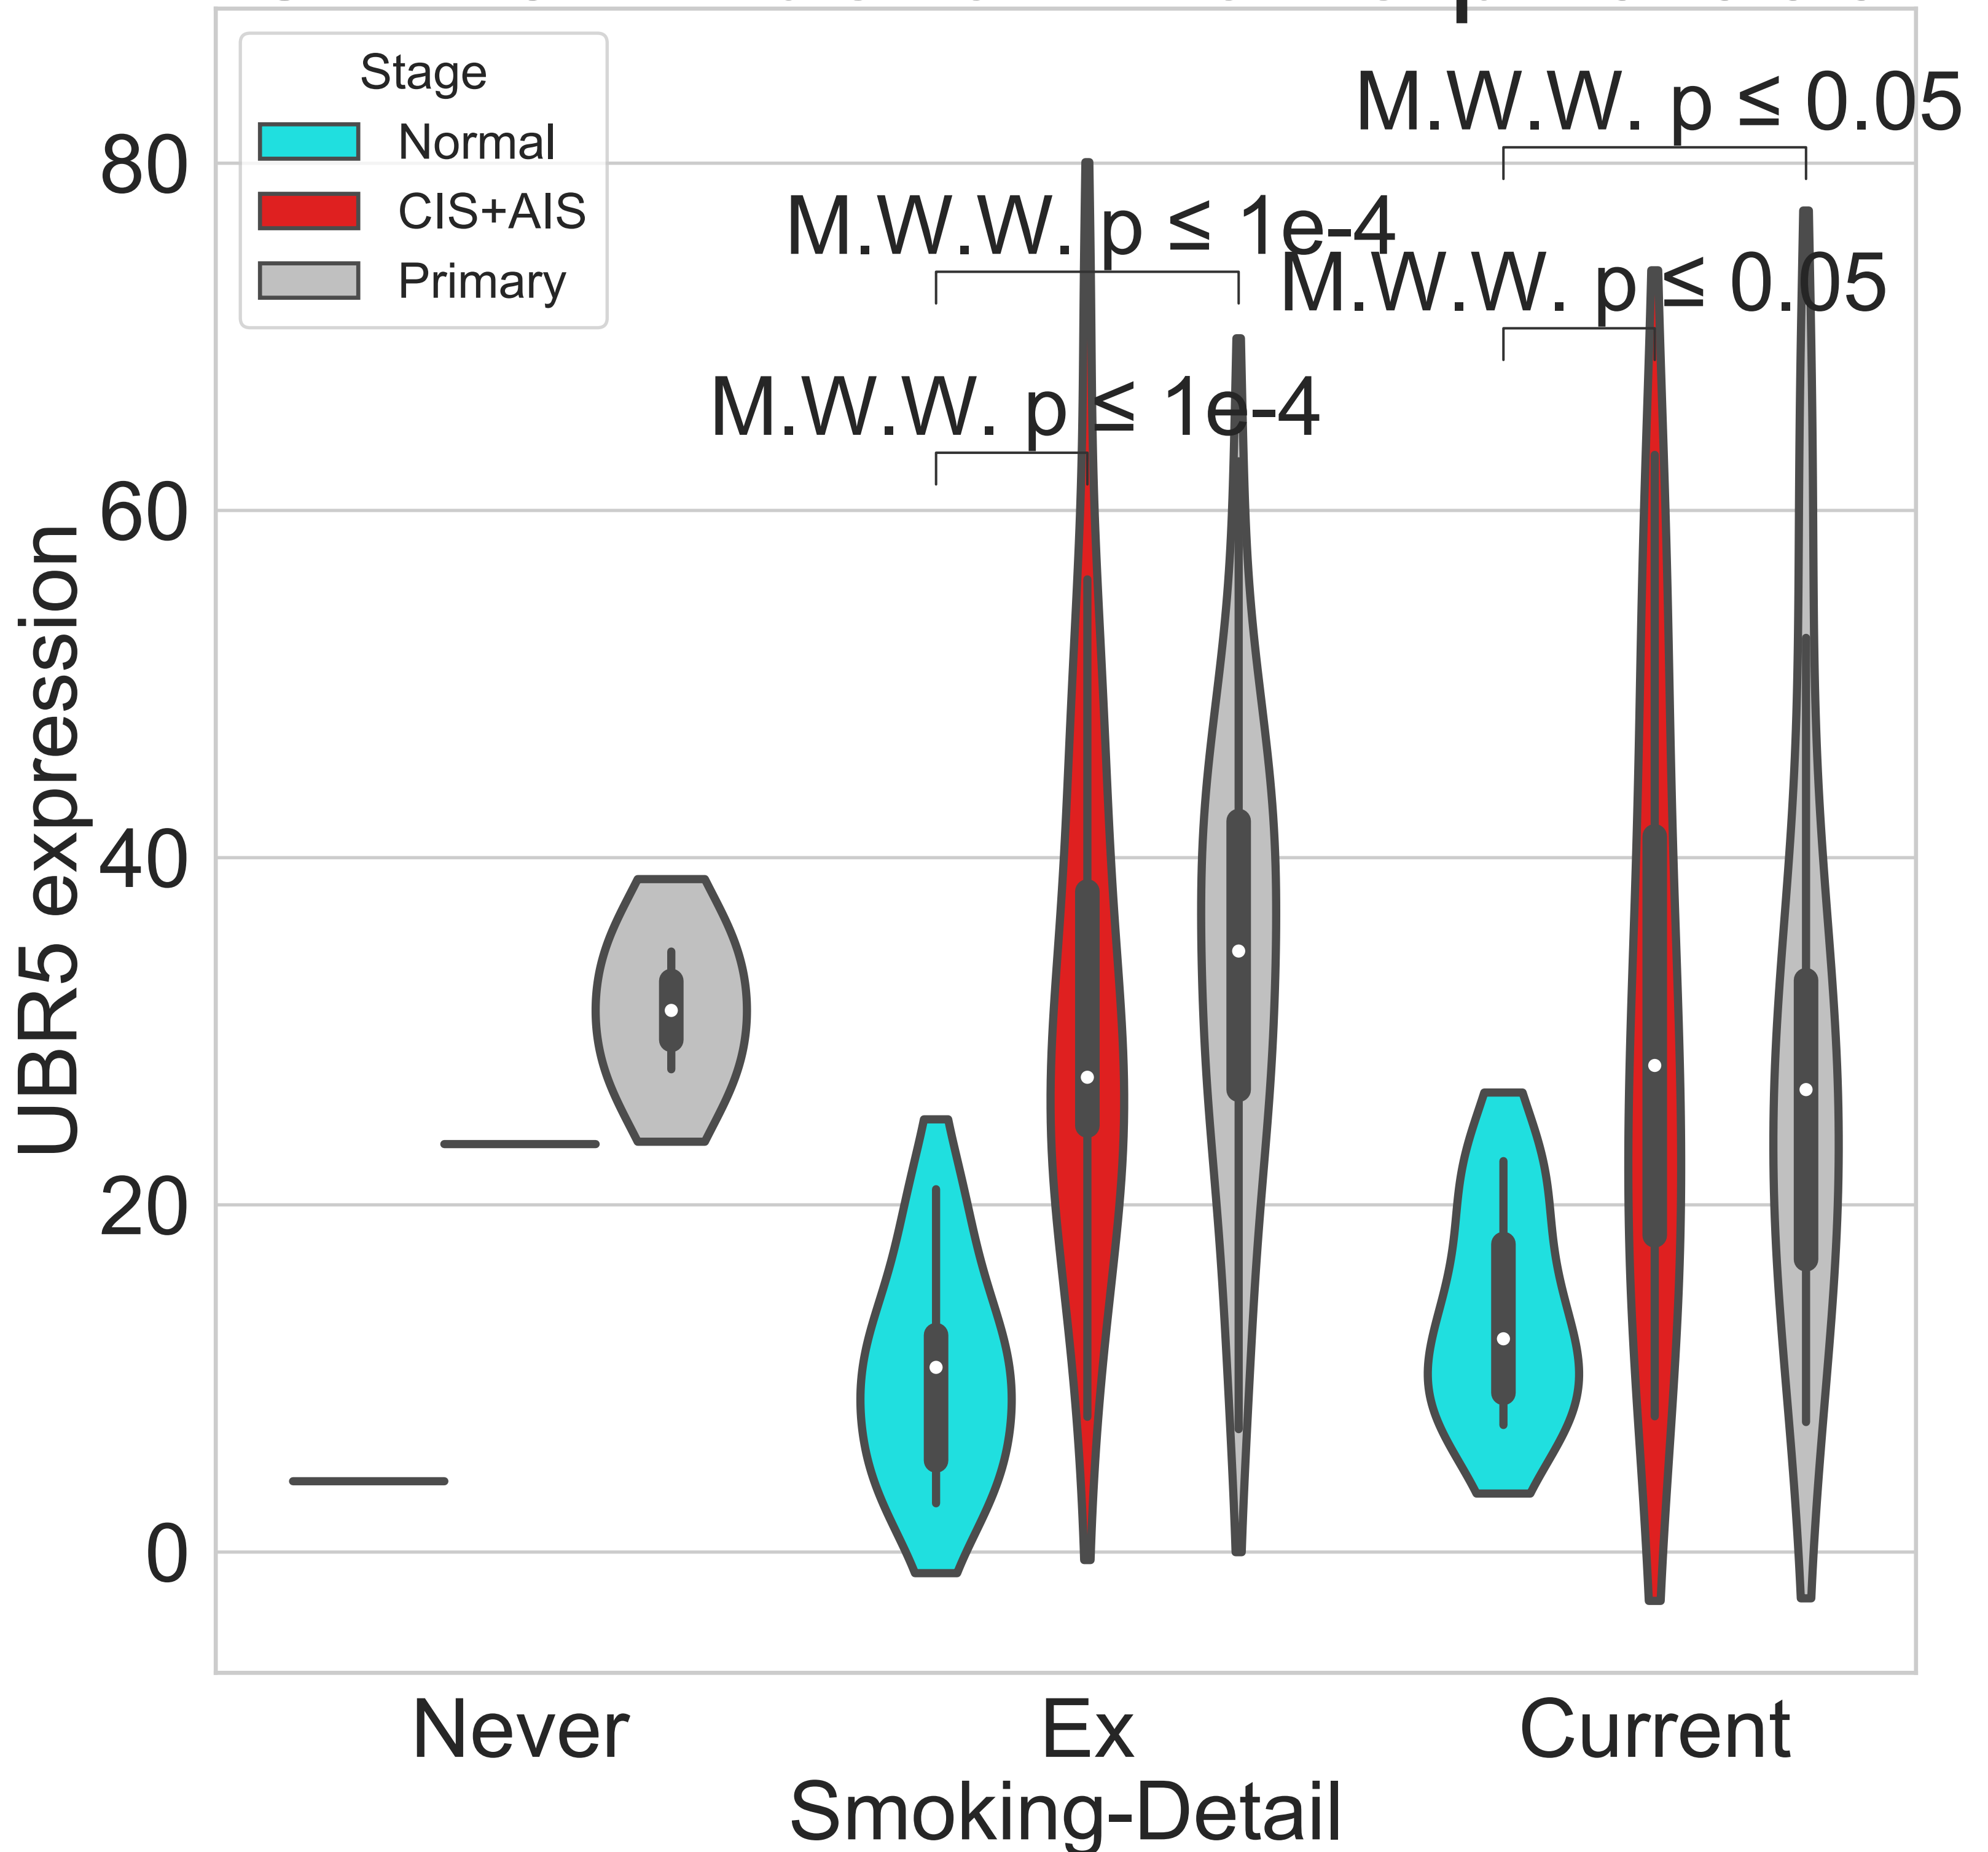 Stage
Normal
CIS+AIS
Primary
M.W.W. p ≤ 0.05
M.W.W. p ≤ 1e-4
M.W.W. p ≤ 0.05
M.W.W. p ≤ 1e-4
80
60
40
20
0
UBR5 expression
Never
Ex
Current
Smoking-Detail